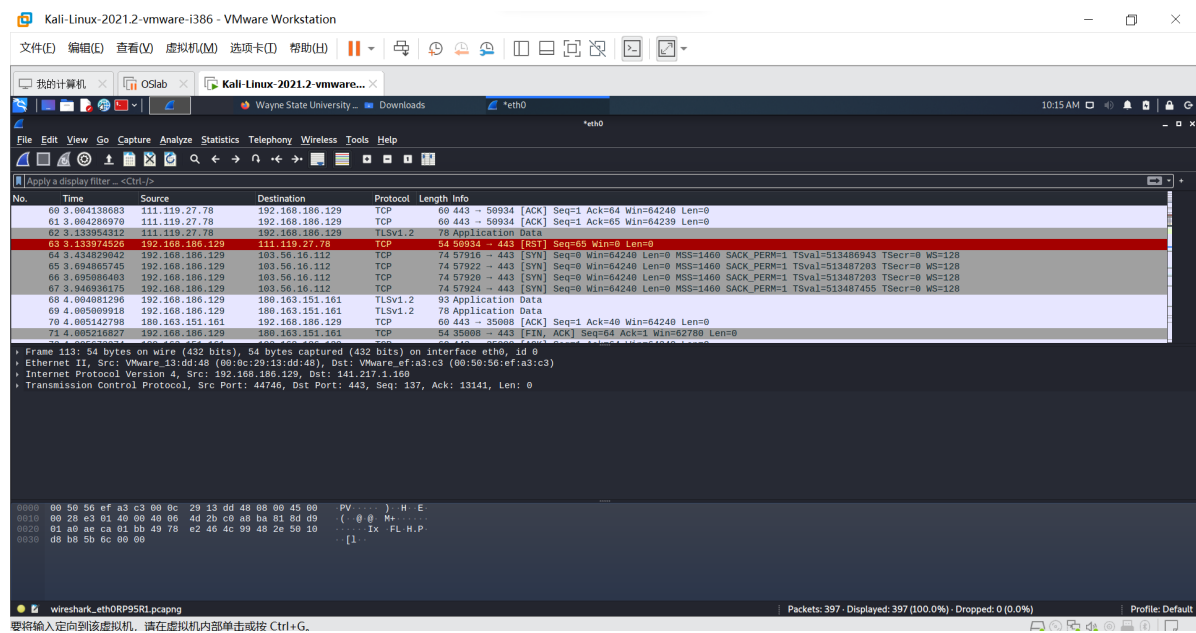 Kali-Linux-2021.2-vmware-i386 - VMware Workstation
文件(F) 编辑(E) 查看(V) 虚拟机(M) 选项卡(T) 帮助(H)
我的计算机 OSlab Kali-Linux-2021.2-vmware...
Wayne State University ... Downloads *eth0 10:15 AM
*eth0
File Edit View Go Capture Analyze Statistics Telephony Wireless Tools Help
Apply a display filter ... <Ctrl-/>
No. Time Source Destination Protocol Length Info
60 3.004138683 111.119.27.78 192.168.186.129 TCP 60 443 → 50934 [ACK] Seq=1 Ack=64 Win=64240 Len=0
61 3.004286970 111.119.27.78 192.168.186.129 TCP 60 443 → 50934 [ACK] Seq=1 Ack=65 Win=64239 Len=0
62 3.133954312 111.119.27.78 192.168.186.129 TLSv1.2 78 Application Data
63 3.133974526 192.168.186.129 111.119.27.78 TCP 54 50934 → 443 [RST] Seq=65 Win=0 Len=0
64 3.434829042 192.168.186.129 103.56.16.112 TCP 74 57916 → 443 [SYN] Seq=0 Win=64240 Len=0 MSS=1460 SACK_PERM=1 TSval=513486943 TSecr=0 WS=128
65 3.694865745 192.168.186.129 103.56.16.112 TCP 74 57922 → 443 [SYN] Seq=0 Win=64240 Len=0 MSS=1460 SACK_PERM=1 TSval=513487203 TSecr=0 WS=128
66 3.695086403 192.168.186.129 103.56.16.112 TCP 74 57920 → 443 [SYN] Seq=0 Win=64240 Len=0 MSS=1460 SACK_PERM=1 TSval=513487203 TSecr=0 WS=128
67 3.946936175 192.168.186.129 103.56.16.112 TCP 74 57924 → 443 [SYN] Seq=0 Win=64240 Len=0 MSS=1460 SACK_PERM=1 TSval=513487455 TSecr=0 WS=128
68 4.004081296 192.168.186.129 180.163.151.161 TLSv1.2 93 Application Data
69 4.005009918 192.168.186.129 180.163.151.161 TLSv1.2 78 Application Data
70 4.005142798 180.163.151.161 192.168.186.129 TCP 60 443 → 35008 [ACK] Seq=1 Ack=40 Win=64240 Len=0
71 4.005216827 192.168.186.129 180.163.151.161 TCP 54 35008 → 443 [FIN, ACK] Seq=64 Ack=1 Win=62780 Len=0
Frame 113: 54 bytes on wire (432 bits), 54 bytes captured (432 bits) on interface eth0, id 0
Ethernet II, Src: VMware_13:dd:48 (00:0c:29:13:dd:48), Dst: VMware_ef:a3:c3 (00:50:56:ef:a3:c3)
Internet Protocol Version 4, Src: 192.168.186.129, Dst: 141.217.1.160
Transmission Control Protocol, Src Port: 44746, Dst Port: 443, Seq: 137, Ack: 13141, Len: 0
0000 00 50 56 ef a3 c3 00 0c 29 13 dd 48 08 00 45 00 ·PV····· )··H··E·
0010 00 28 e3 01 40 00 40 06 4d 2b c0 a8 ba 81 8d d9 ·(··@·@· M+······
0020 01 a0 ae ca 01 bb 49 78 e2 46 4c 99 48 2e 50 10 ······Ix ·FL·H.P·
0030 d8 b8 5b 6c 00 00 ··[l··
wireshark_eth0RP95R1.pcapng Packets: 397 · Displayed: 397 (100.0%) · Dropped: 0 (0.0%) Profile: Default
要将输入定向到该虚拟机，请在虚拟机内部单击或按 Ctrl+G。